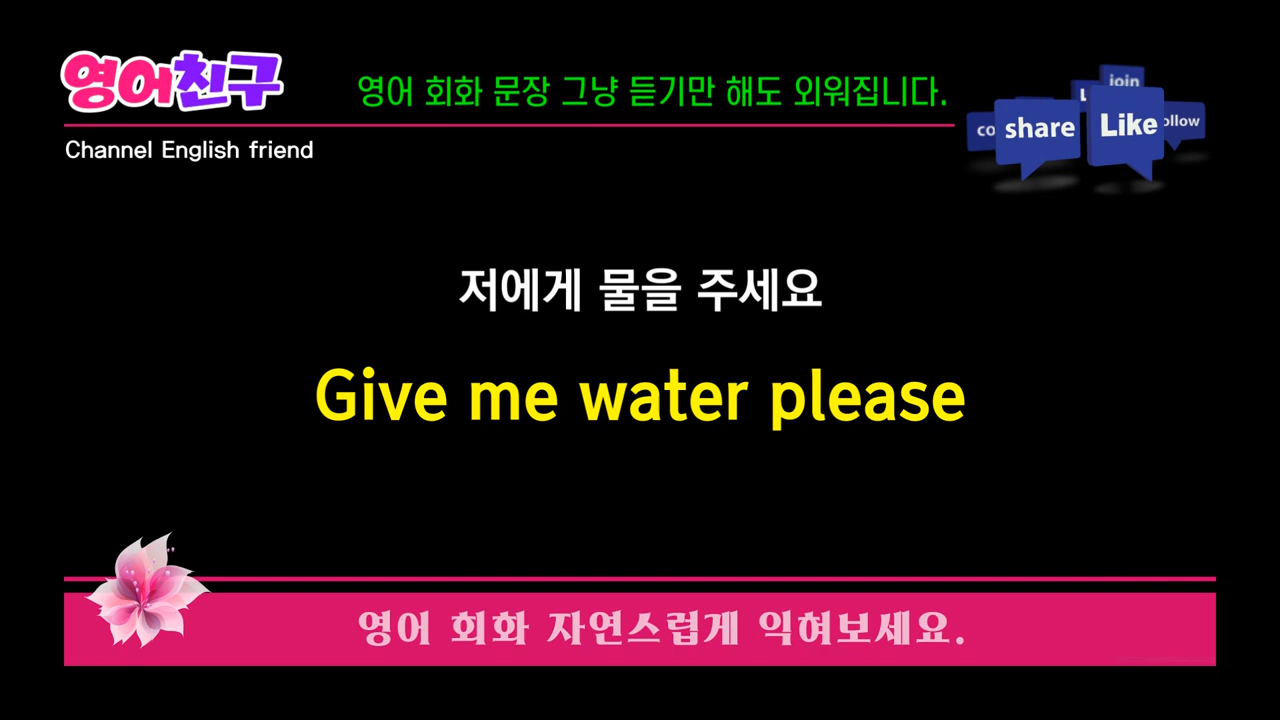 영어친구
영어 회화 문장 그냥 듣기만 해도 외워집니다.
Channel English friend
join
share
Like
저에게 물을 주세요
Give me water please
영어 회화 자연스럽게 익혀보세요.